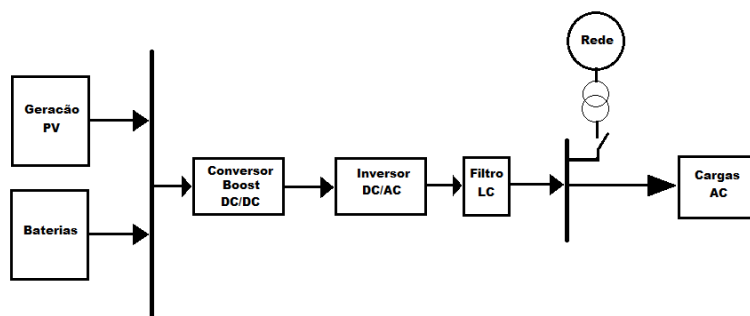 Rede
Geracão
PV
Conversor
Boost
DC/DC
Inversor
DC/AC
Filtro
LC
Cargas
AC
Baterias